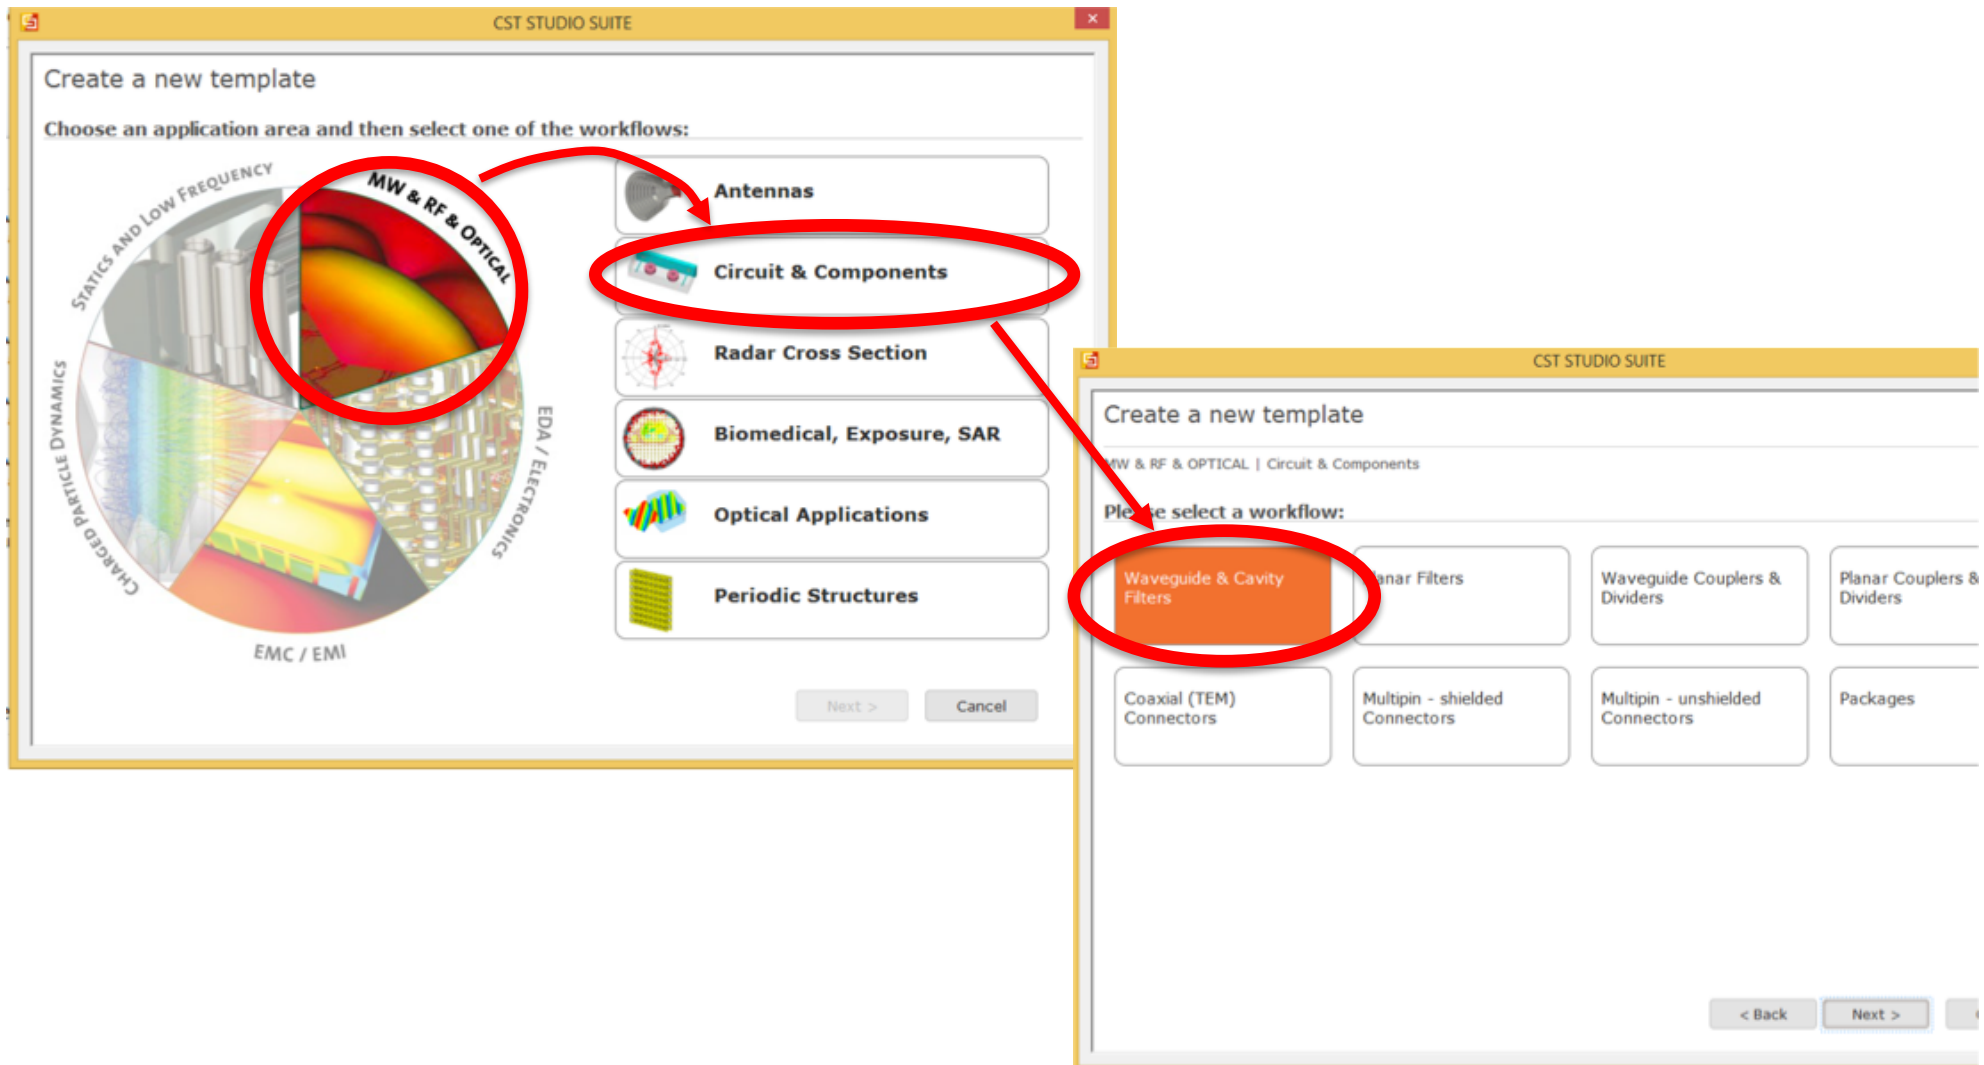 CST STUDIO SUITE
Create a new template
Choose an application area and then select one of the workflows:
STATICS AND LOW FREQUENCY
MW & RF & OPTICAL
EDA / ELECTRONICS
EMC / EMI
CHARGED PARTICLE DYNAMICS
Antennas
Circuit & Components
Radar Cross Section
Biomedical, Exposure, SAR
Optical Applications
Periodic Structures
Next >
Cancel
CST STUDIO SUITE
Create a new template
MW & RF & OPTICAL | Circuit & Components
Please select a workflow:
Waveguide & Cavity
Filters
Planar Filters
Waveguide Couplers &
Dividers
Planar Couplers &
Dividers
Coaxial (TEM)
Connectors
Multipin - shielded
Connectors
Multipin - unshielded
Connectors
Packages
< Back
Next >